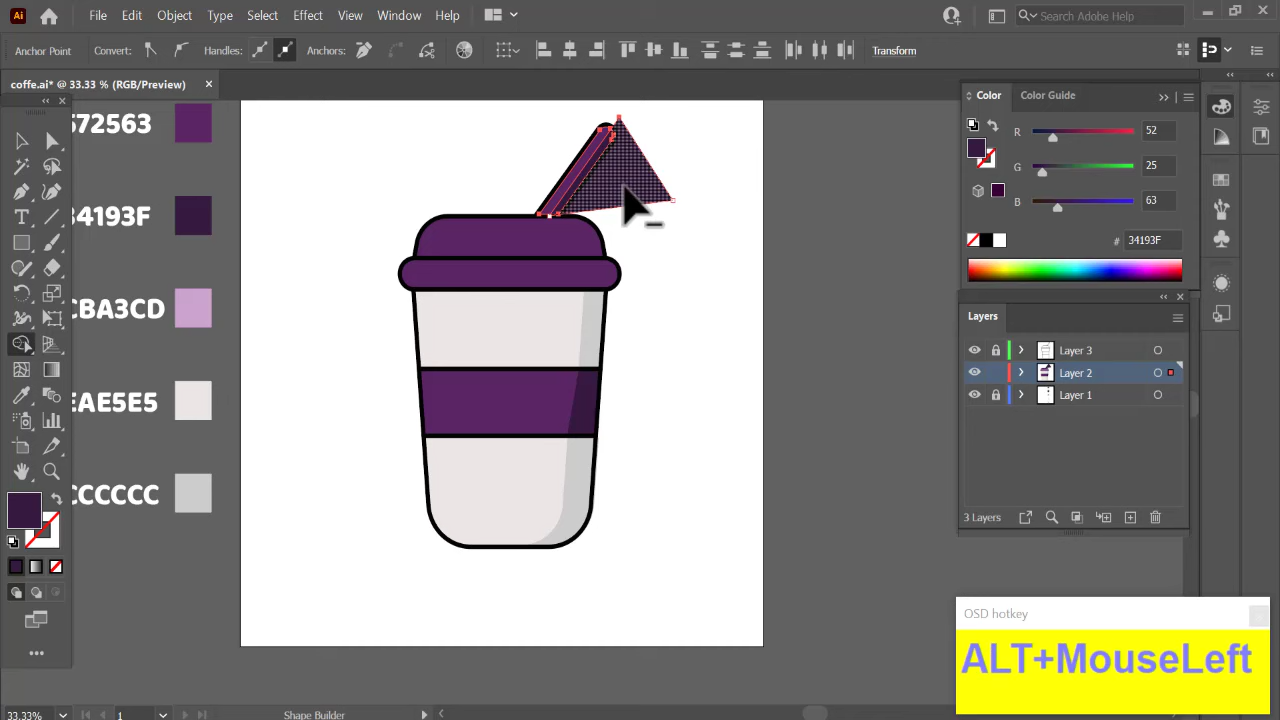 Ai File Edit Object Type Select Effect View Window Help Search Adobe Help
Anchor Point Convert: Handles: Anchors: Transform
coffe.ai* @ 33.33 % (RGB/Preview) ×
Color Color Guide
R 52
G 25
B 63
# 34193F
572563
34193F
CBA3CD
EAE5E5
CCCCCC
Layers
Layer 3
Layer 2
Layer 1
3 Layers
OSD hotkey
ALT+MouseLeft
33.33% 1 Shape Builder